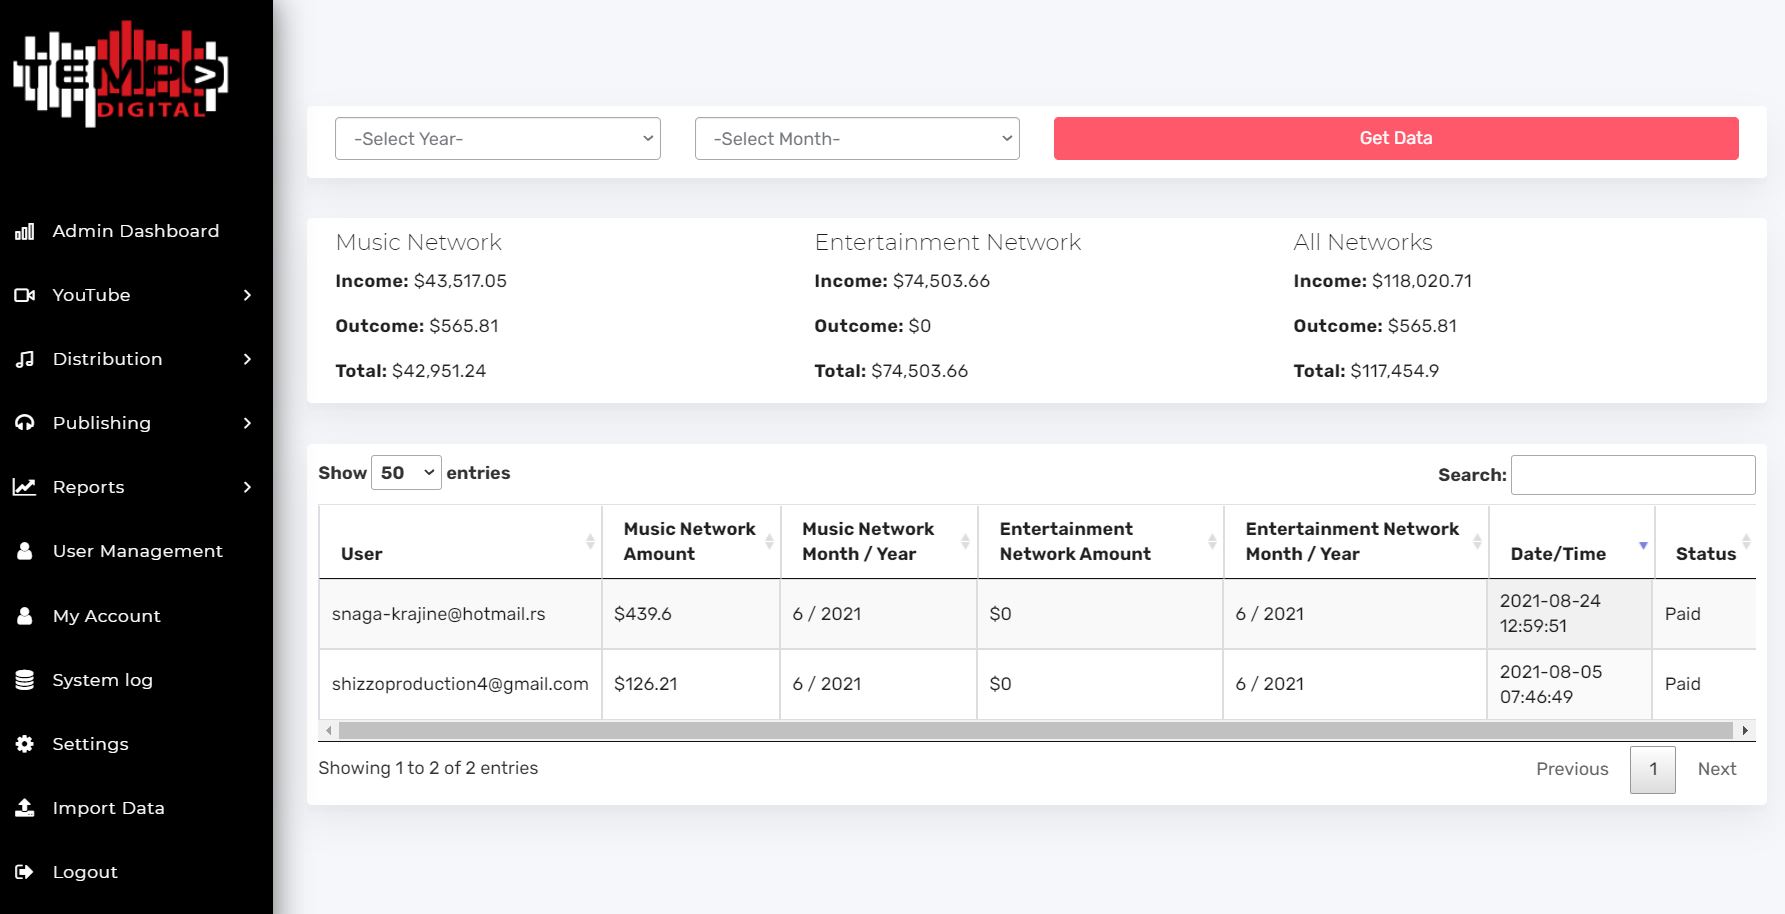 TEMPO
DIGITAL
Admin Dashboard
YouTube
Distribution
Publishing
Reports
User Management
My Account
System log
Settings
Import Data
Logout
-Select Year- -Select Month- Get Data
Music Network Entertainment Network All Networks
Income: $43,517.05 Income: $74,503.66 Income: $118,020.71
Outcome: $565.81 Outcome: $0 Outcome: $565.81
Total: $42,951.24 Total: $74,503.66 Total: $117,454.9
Show 50 entries Search:
User Music Network Amount Music Network Month / Year Entertainment Network Amount Entertainment Network Month / Year Date/Time Status
snaga-krajine@hotmail.rs $439.6 6 / 2021 $0 6 / 2021 2021-08-24 12:59:51 Paid
shizzoproduction4@gmail.com $126.21 6 / 2021 $0 6 / 2021 2021-08-05 07:46:49 Paid
Showing 1 to 2 of 2 entries Previous 1 Next